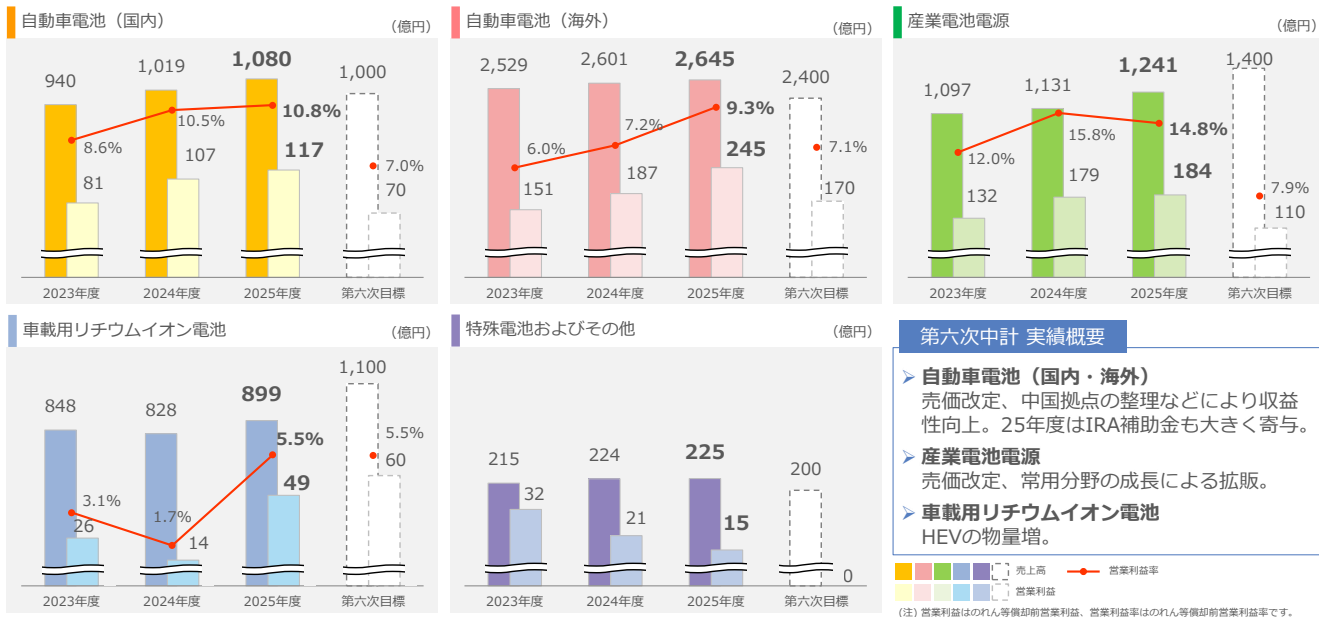 自動車電池（国内）
（億円）
940
1,019
1,080
1,000
8.6%
10.5%
10.8%
7.0%
81
107
117
70
2023年度
2024年度
2025年度
第六次目標
自動車電池（海外）
（億円）
2,529
2,601
2,645
2,400
6.0%
7.2%
9.3%
7.1%
151
187
245
170
2023年度
2024年度
2025年度
第六次目標
産業電池電源
（億円）
1,097
1,131
1,241
1,400
12.0%
15.8%
14.8%
7.9%
132
179
184
110
2023年度
2024年度
2025年度
第六次目標
車載用リチウムイオン電池
（億円）
848
828
899
1,100
3.1%
1.7%
5.5%
5.5%
26
14
49
60
2023年度
2024年度
2025年度
第六次目標
特殊電池およびその他
（億円）
215
224
225
200
32
21
15
0
2023年度
2024年度
2025年度
第六次目標
第六次中計 実績概要
➢ 自動車電池（国内・海外）
売価改定、中国拠点の整理などにより収益
性向上。25年度はIRA補助金も大きく寄与。
➢ 産業電池電源
売価改定、常用分野の成長による拡販。
➢ 車載用リチウムイオン電池
HEVの物量増。
売上高 営業利益率
営業利益
(注) 営業利益はのれん等償却前営業利益、営業利益率はのれん等償却前営業利益率です。